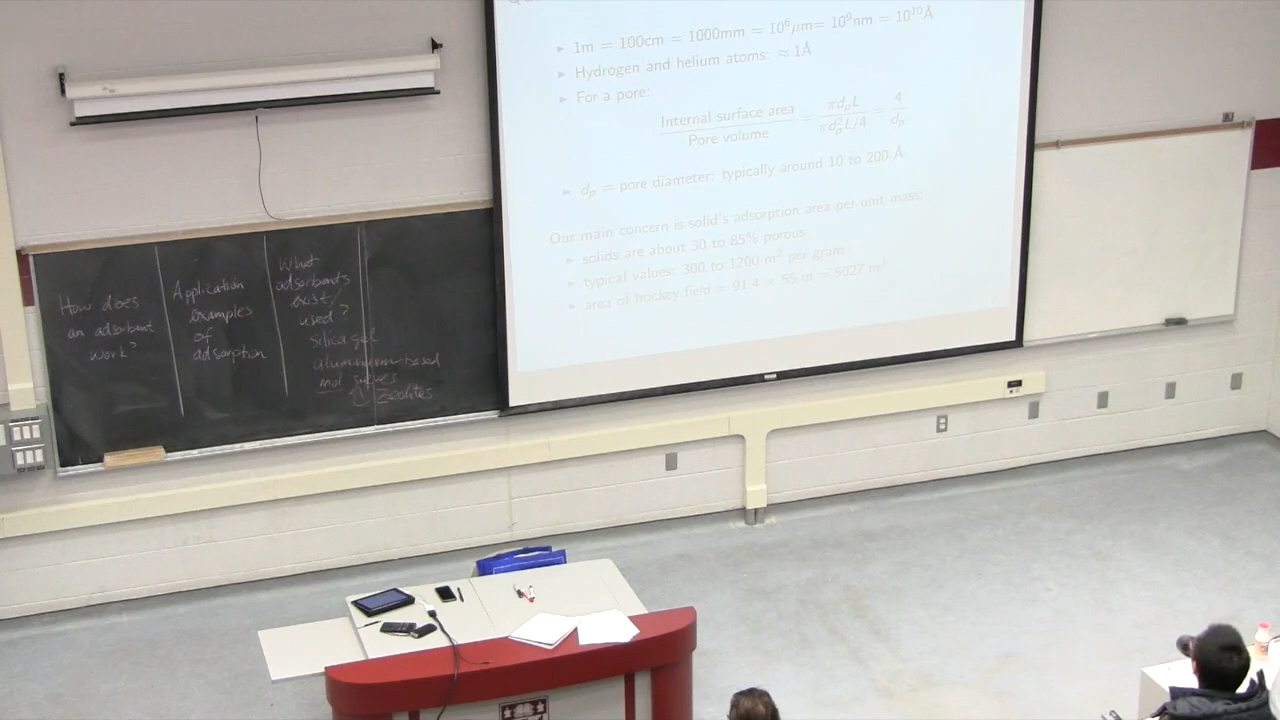 1m = 100cm = 1000mm = 10⁶μm= 10⁹nm = 10¹⁰Å
Hydrogen and helium atoms: ≈ 1Å
For a pore:
Internal surface area / Pore volume = πd_pL / πd_p²L/4 = 4 / d_p
d_p = pore diameter: typically around 10 to 200 Å
Our main concern is solid's adsorption area per unit mass:
solids are about 30 to 85% porous
typical values: 300 to 1200 m² per gram
area of hockey field = 91.4 × 55 m = 5027 m²
How does
an adsorbent
work?
Application
examples
of
adsorption
What
adsorbents
exist/
used?
silica gel
aluminum-based
mol sieves
zeolites